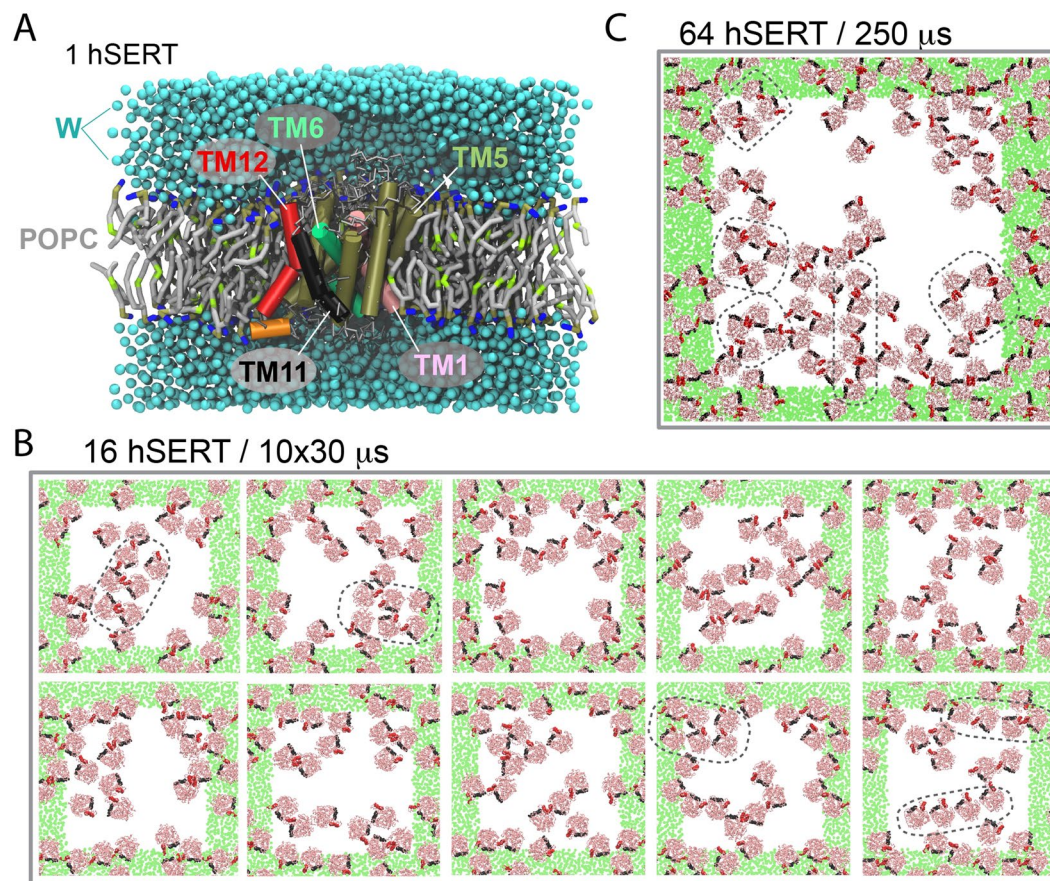 A
1 hSERT
W
TM6
TM12
TM5
POPC
TM11
TM1
B
16 hSERT / 10x30 μs
C
64 hSERT / 250 μs